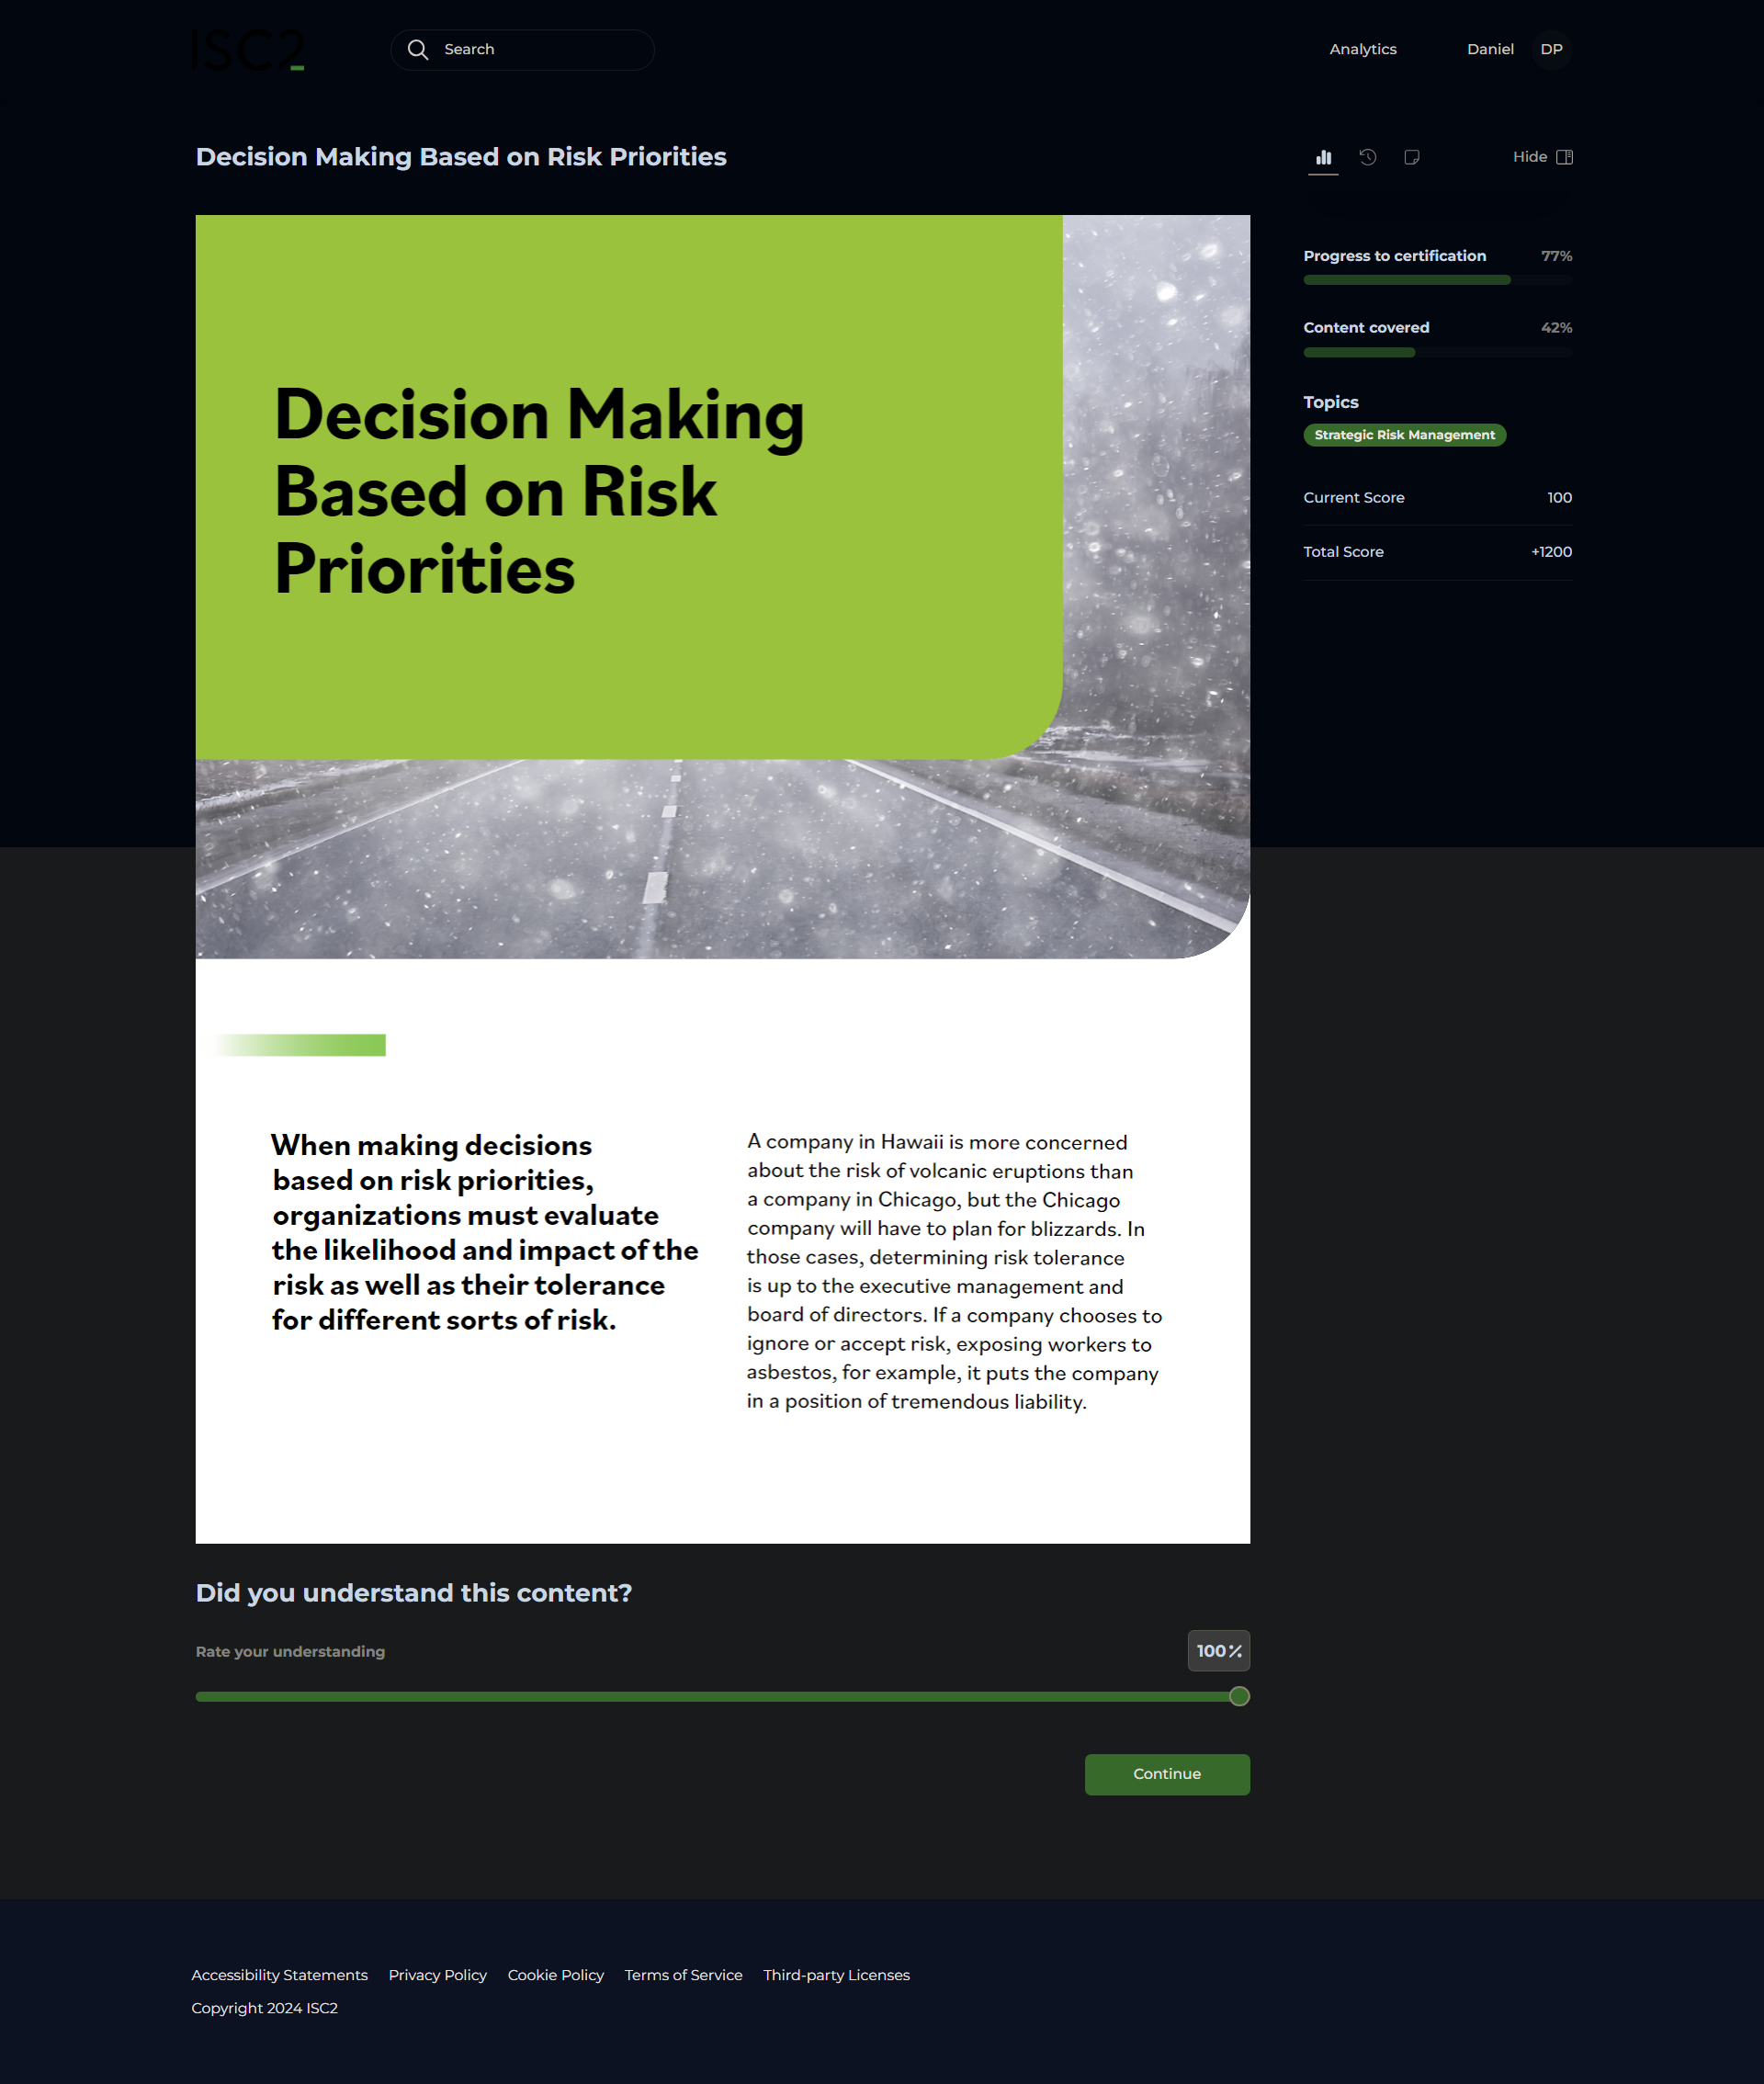 ISC2
Search
Analytics
Daniel
DP
Decision Making Based on Risk Priorities
Hide
Decision Making
Based on Risk
Priorities
Progress to certification 77%
Content covered 42%
Topics
Strategic Risk Management
Current Score 100
Total Score +1200
When making decisions
based on risk priorities,
organizations must evaluate
the likelihood and impact of the
risk as well as their tolerance
for different sorts of risk.
A company in Hawaii is more concerned
about the risk of volcanic eruptions than
a company in Chicago, but the Chicago
company will have to plan for blizzards. In
those cases, determining risk tolerance
is up to the executive management and
board of directors. If a company chooses to
ignore or accept risk, exposing workers to
asbestos, for example, it puts the company
in a position of tremendous liability.
Did you understand this content?
Rate your understanding
100%
Continue
Accessibility Statements Privacy Policy Cookie Policy Terms of Service Third-party Licenses
Copyright 2024 ISC2